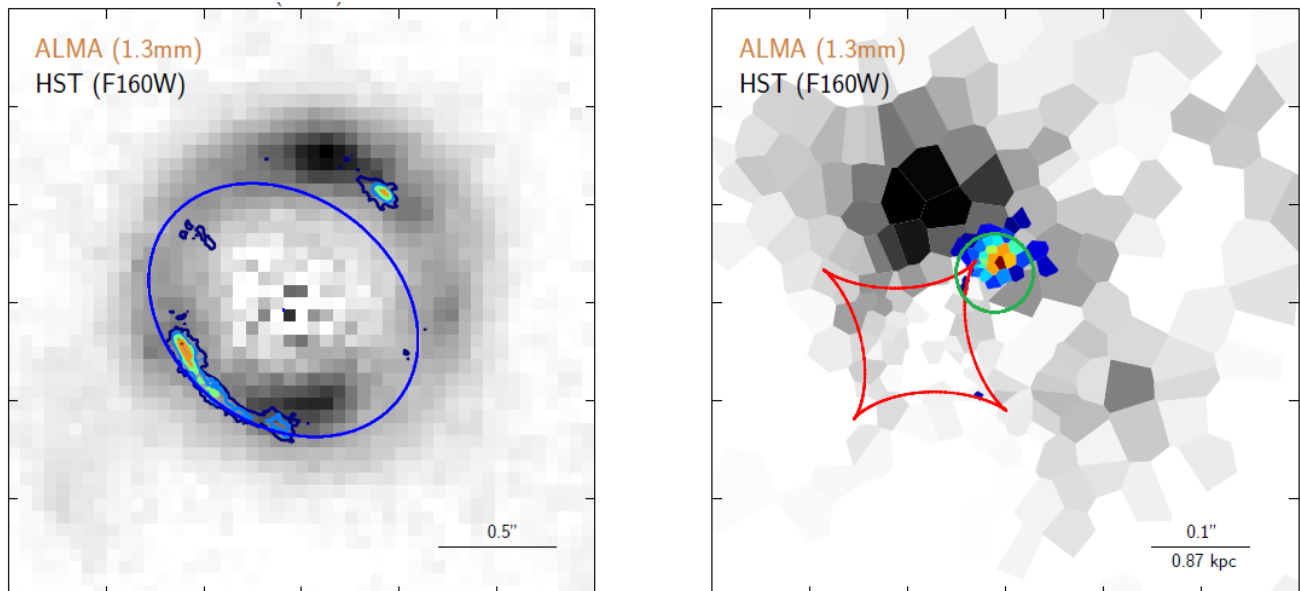 ALMA (1.3mm)
HST (F160W)
0.5"
ALMA (1.3mm)
HST (F160W)
0.1"
0.87 kpc